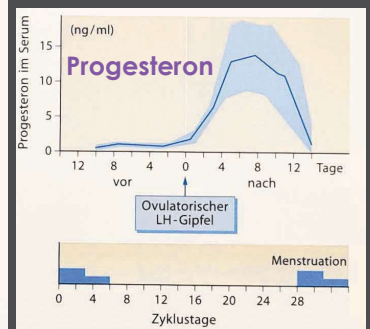 (ng/ml)
Progesteron
Progesteron im Serum
15
10
5
0
12 8 4 0 4 8 12 Tage
vor nach
Ovulatorischer
LH-Gipfel
Menstruation
0 4 6 12 16 20 24 28
Zyklustage